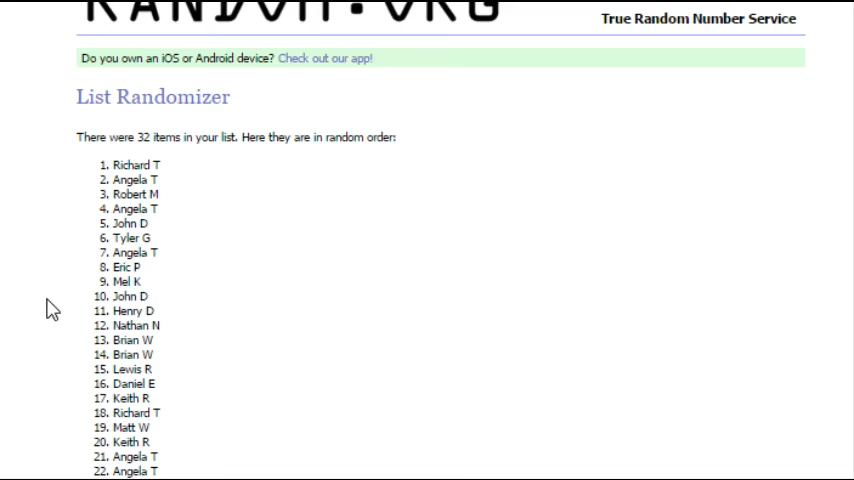 RANDOM.ORG
True Random Number Service
Do you own an iOS or Android device? Check out our app!
List Randomizer
There were 32 items in your list. Here they are in random order:
1. Richard T
2. Angela T
3. Robert M
4. Angela T
5. John D
6. Tyler G
7. Angela T
8. Eric P
9. Mel K
10. John D
11. Henry D
12. Nathan N
13. Brian W
14. Brian W
15. Lewis R
16. Daniel E
17. Keith R
18. Richard T
19. Matt W
20. Keith R
21. Angela T
22. Angela T